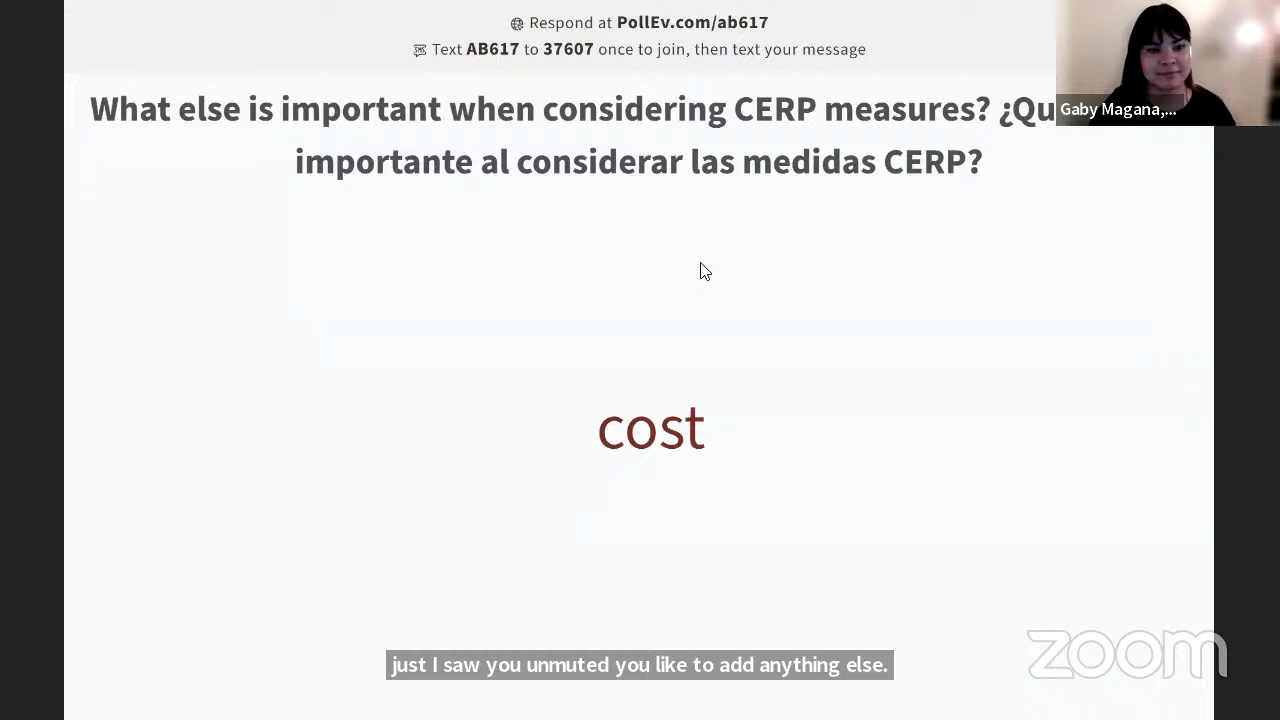 Respond at PollEv.com/ab617
Text AB617 to 37607 once to join, then text your message
What else is important when considering CERP measures? ¿Qu
importante al considerar las medidas CERP?
Gaby Magana,...
cost
just I saw you unmuted you like to add anything else.
zoom